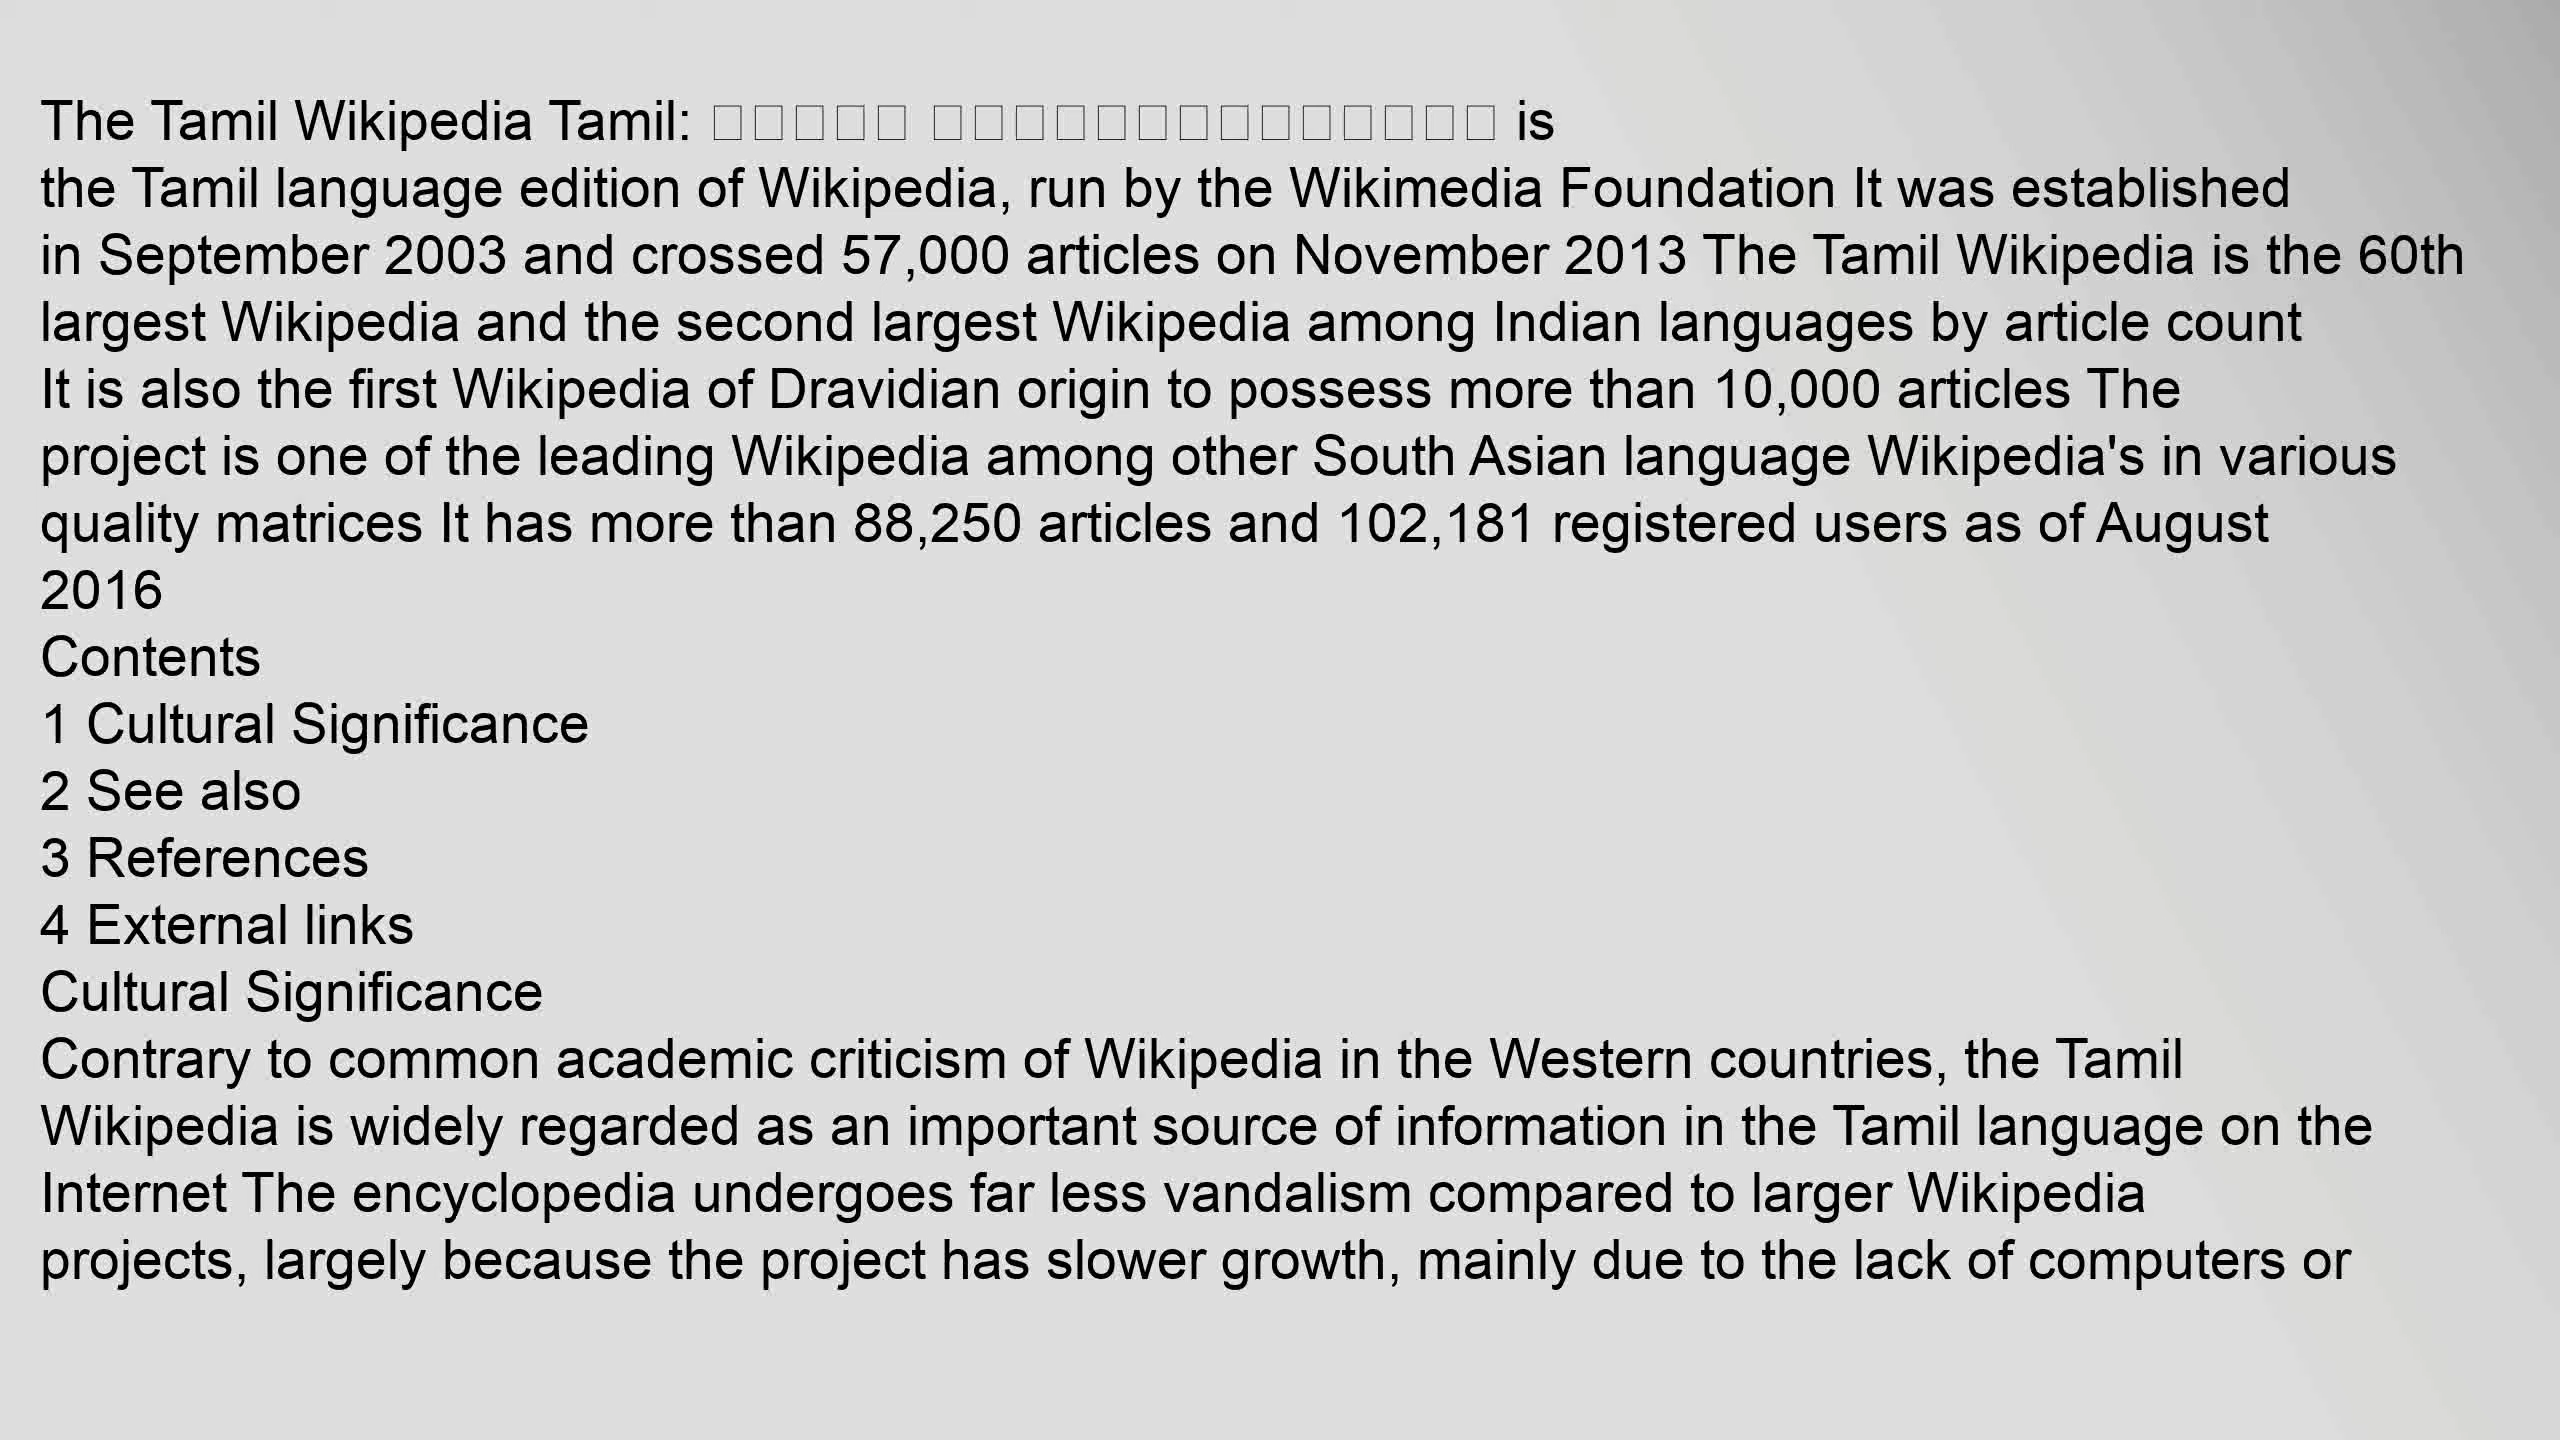 The Tamil Wikipedia Tamil: is
the Tamil language edition of Wikipedia, run by the Wikimedia Foundation It was established
in September 2003 and crossed 57,000 articles on November 2013 The Tamil Wikipedia is the 60th
largest Wikipedia and the second largest Wikipedia among Indian languages by article count
It is also the first Wikipedia of Dravidian origin to possess more than 10,000 articles The
project is one of the leading Wikipedia among other South Asian language Wikipedia's in various
quality matrices It has more than 88,250 articles and 102,181 registered users as of August
2016
Contents
1 Cultural Significance
2 See also
3 References
4 External links
Cultural Significance
Contrary to common academic criticism of Wikipedia in the Western countries, the Tamil
Wikipedia is widely regarded as an important source of information in the Tamil language on the
Internet The encyclopedia undergoes far less vandalism compared to larger Wikipedia
projects, largely because the project has slower growth, mainly due to the lack of computers or